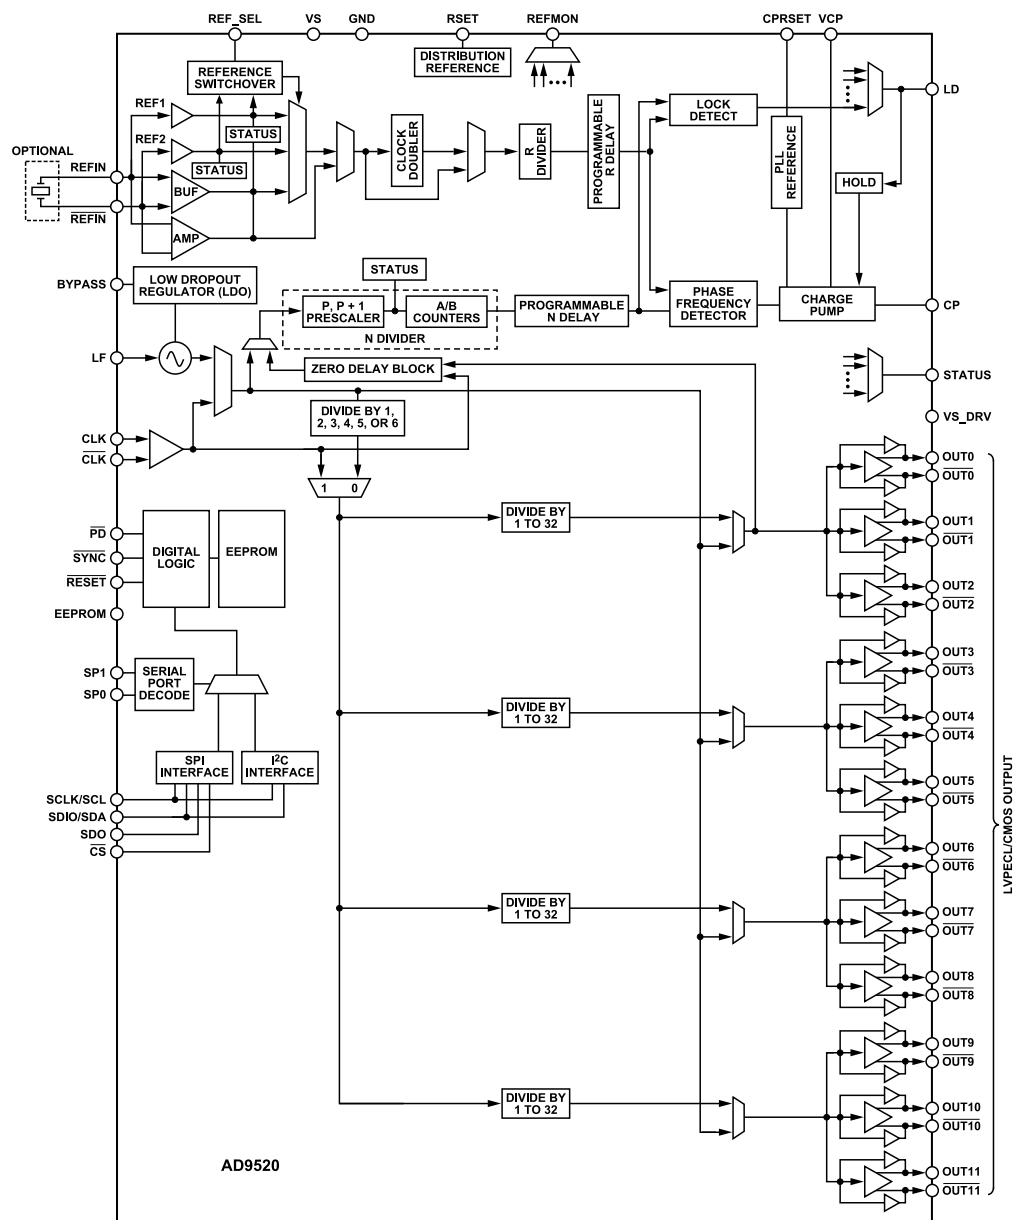 REF_SEL VS GND RSET REFMON CPRSET VCP
DISTRIBUTION
REFERENCE
REFERENCE
SWITCHOVER
REF1
REF2
STATUS
STATUS
OPTIONAL
REFIN
REFIN
BUF
AMP
CLOCK
DOUBLER
R
DIVIDER
PROGRAMMABLE
R DELAY
LOCK
DETECT
PLL
REFERENCE
HOLD
LD
BYPASS
LOW DROPOUT
REGULATOR (LDO)
STATUS
P, P + 1
PRESCALER
A/B
COUNTERS
N DIVIDER
PROGRAMMABLE
N DELAY
PHASE
FREQUENCY
DETECTOR
CHARGE
PUMP
CP
LF
ZERO DELAY BLOCK
STATUS
VS_DRV
DIVIDE BY 1,
2, 3, 4, 5, OR 6
CLK
CLK
1 0
PD
SYNC
RESET
EEPROM
DIGITAL
LOGIC
EEPROM
SP1
SP0
SERIAL
PORT
DECODE
SPI
INTERFACE
I²C
INTERFACE
SCLK/SCL
SDIO/SDA
SDO
CS
DIVIDE BY
1 TO 32
DIVIDE BY
1 TO 32
DIVIDE BY
1 TO 32
DIVIDE BY
1 TO 32
OUT0
OUT0
OUT1
OUT1
OUT2
OUT2
OUT3
OUT3
OUT4
OUT4
OUT5
OUT5
OUT6
OUT6
OUT7
OUT7
OUT8
OUT8
OUT9
OUT9
OUT10
OUT10
OUT11
OUT11
LVPECL/CMOS OUTPUT
AD9520